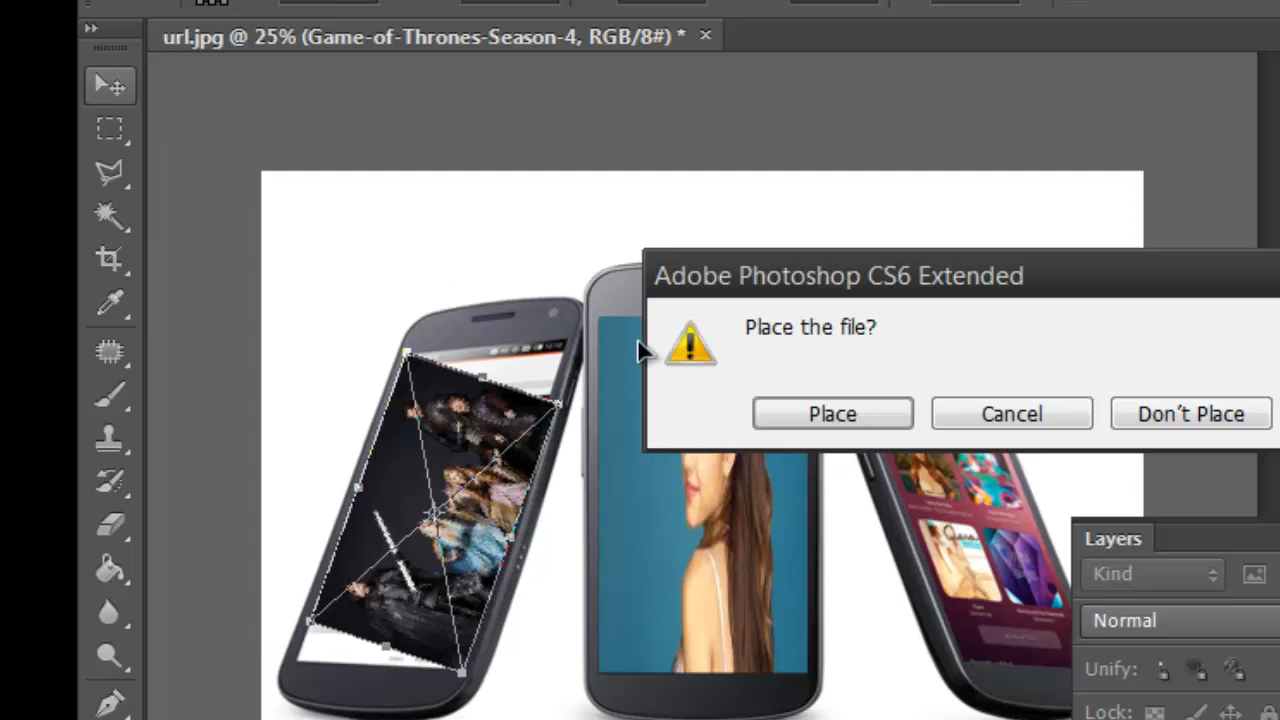 url.jpg @ 25% (Game-of-Thrones-Season-4, RGB/8#) * ×
Adobe Photoshop CS6 Extended
Place the file?
Place Cancel Don't Place
Layers
Kind
Normal
Unify:
Lock: